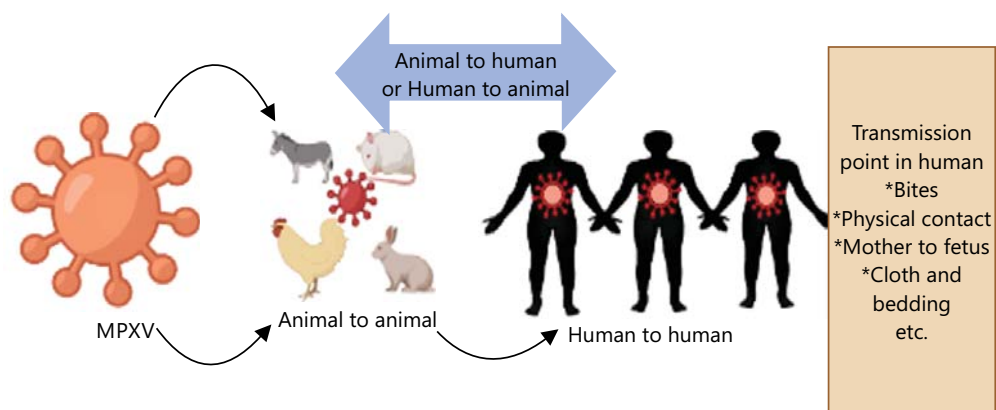 Animal to human
or Human to animal
MPXV
Animal to animal
Human to human
Transmission
point in human
*Bites
*Physical contact
*Mother to fetus
*Cloth and
bedding
etc.